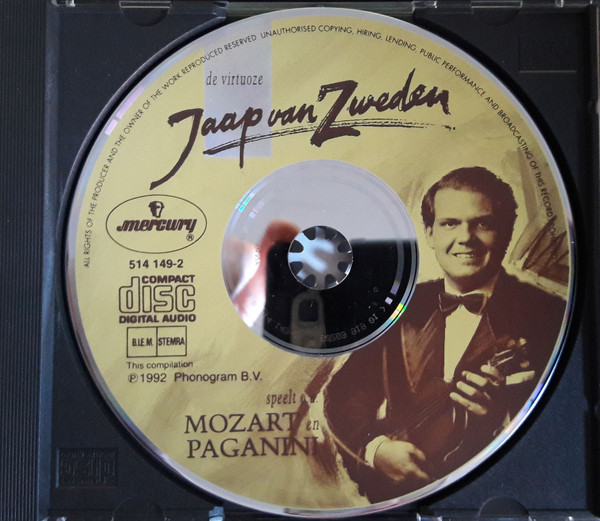 ALL RIGHTS OF THE PRODUCER AND THE OWNER OF THE WORK REPRODUCED RESERVED UNAUTHORISED COPYING, HIRING, LENDING, PUBLIC PERFORMANCE AND BROADCASTING OF THIS RECORD
de virtuoze
Jaap van Zweden
mercury
®
514 149-2
COMPACT
disc
DIGITAL AUDIO
B.I.E.M. STEMRA
This compilation
℗ 1992 Phonogram B.V.
speelt o.a.
MOZART en
PAGANINI